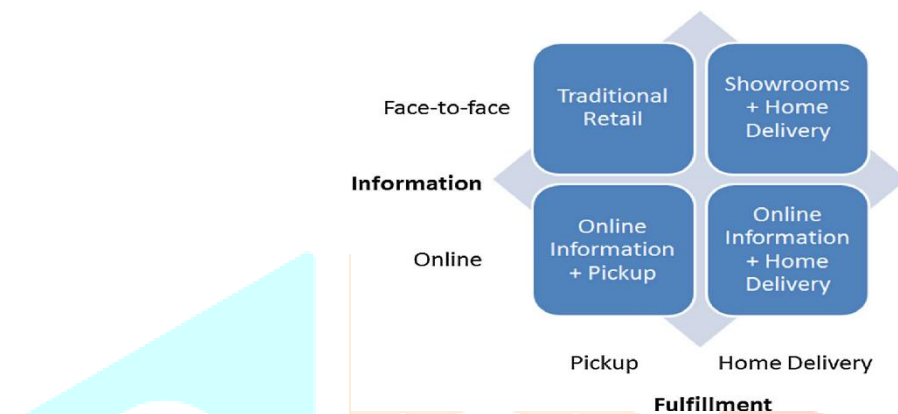 Face-to-face
Traditional
Retail
Showrooms
+ Home
Delivery
Information
Online
Online
Information
+ Pickup
Online
Information
+ Home
Delivery
Pickup
Home Delivery
Fulfillment